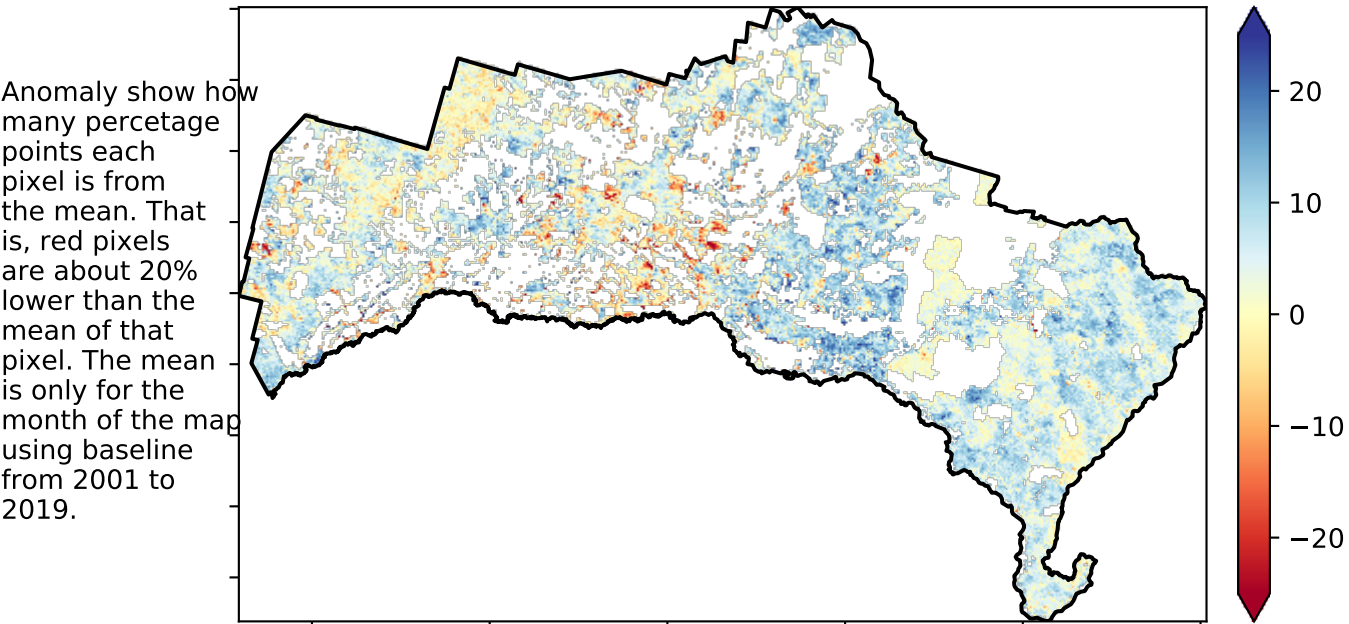 Anomaly show how
many percetage
points each
pixel is from
the mean. That
is, red pixels
are about 20%
lower than the
mean of that
pixel. The mean
is only for the
month of the map
using baseline
from 2001 to
2019.
20
10
0
−10
−20